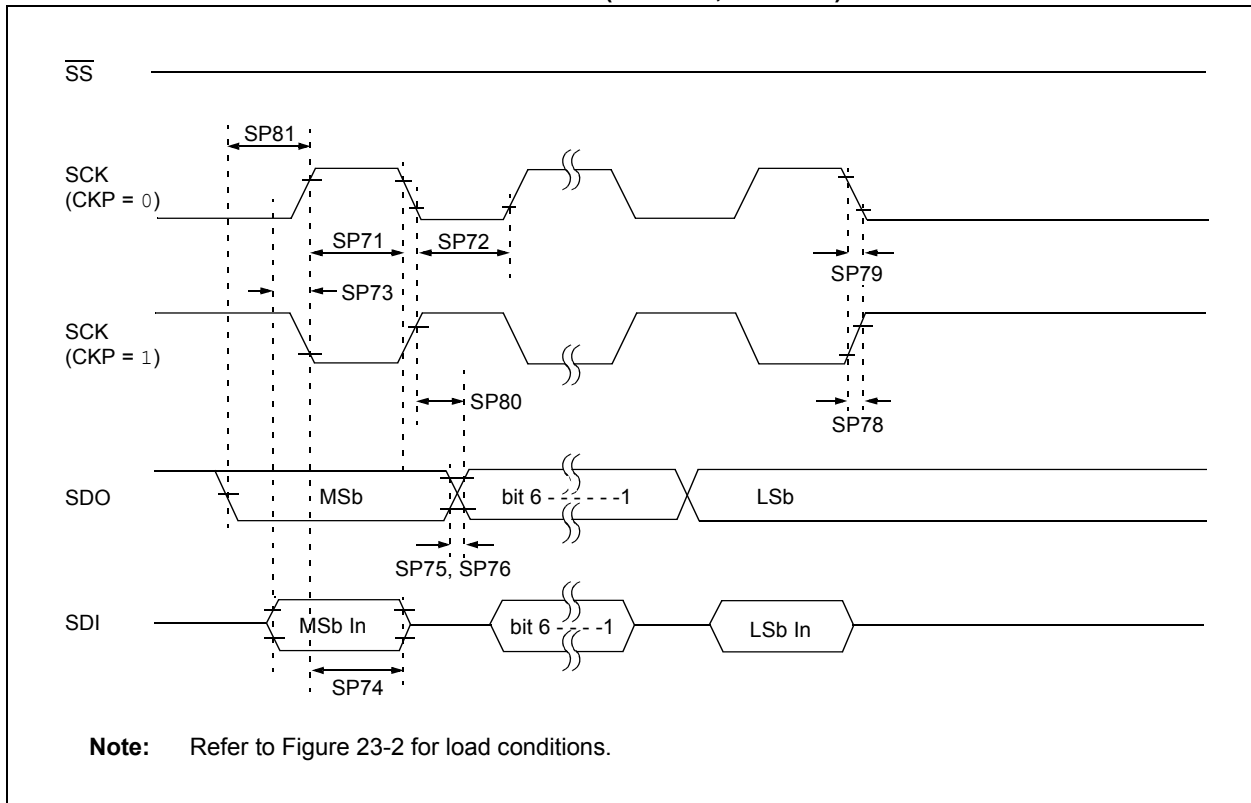 SS
SP81
SCK
(CKP = 0)
SP71
SP72
SP79
SP73
SCK
(CKP = 1)
SP80
SP78
SDO
MSb
bit 6 - - - - - -1
LSb
SP75, SP76
SDI
MSb In
bit 6 - - - -1
LSb In
SP74
Note: Refer to Figure 23-2 for load conditions.